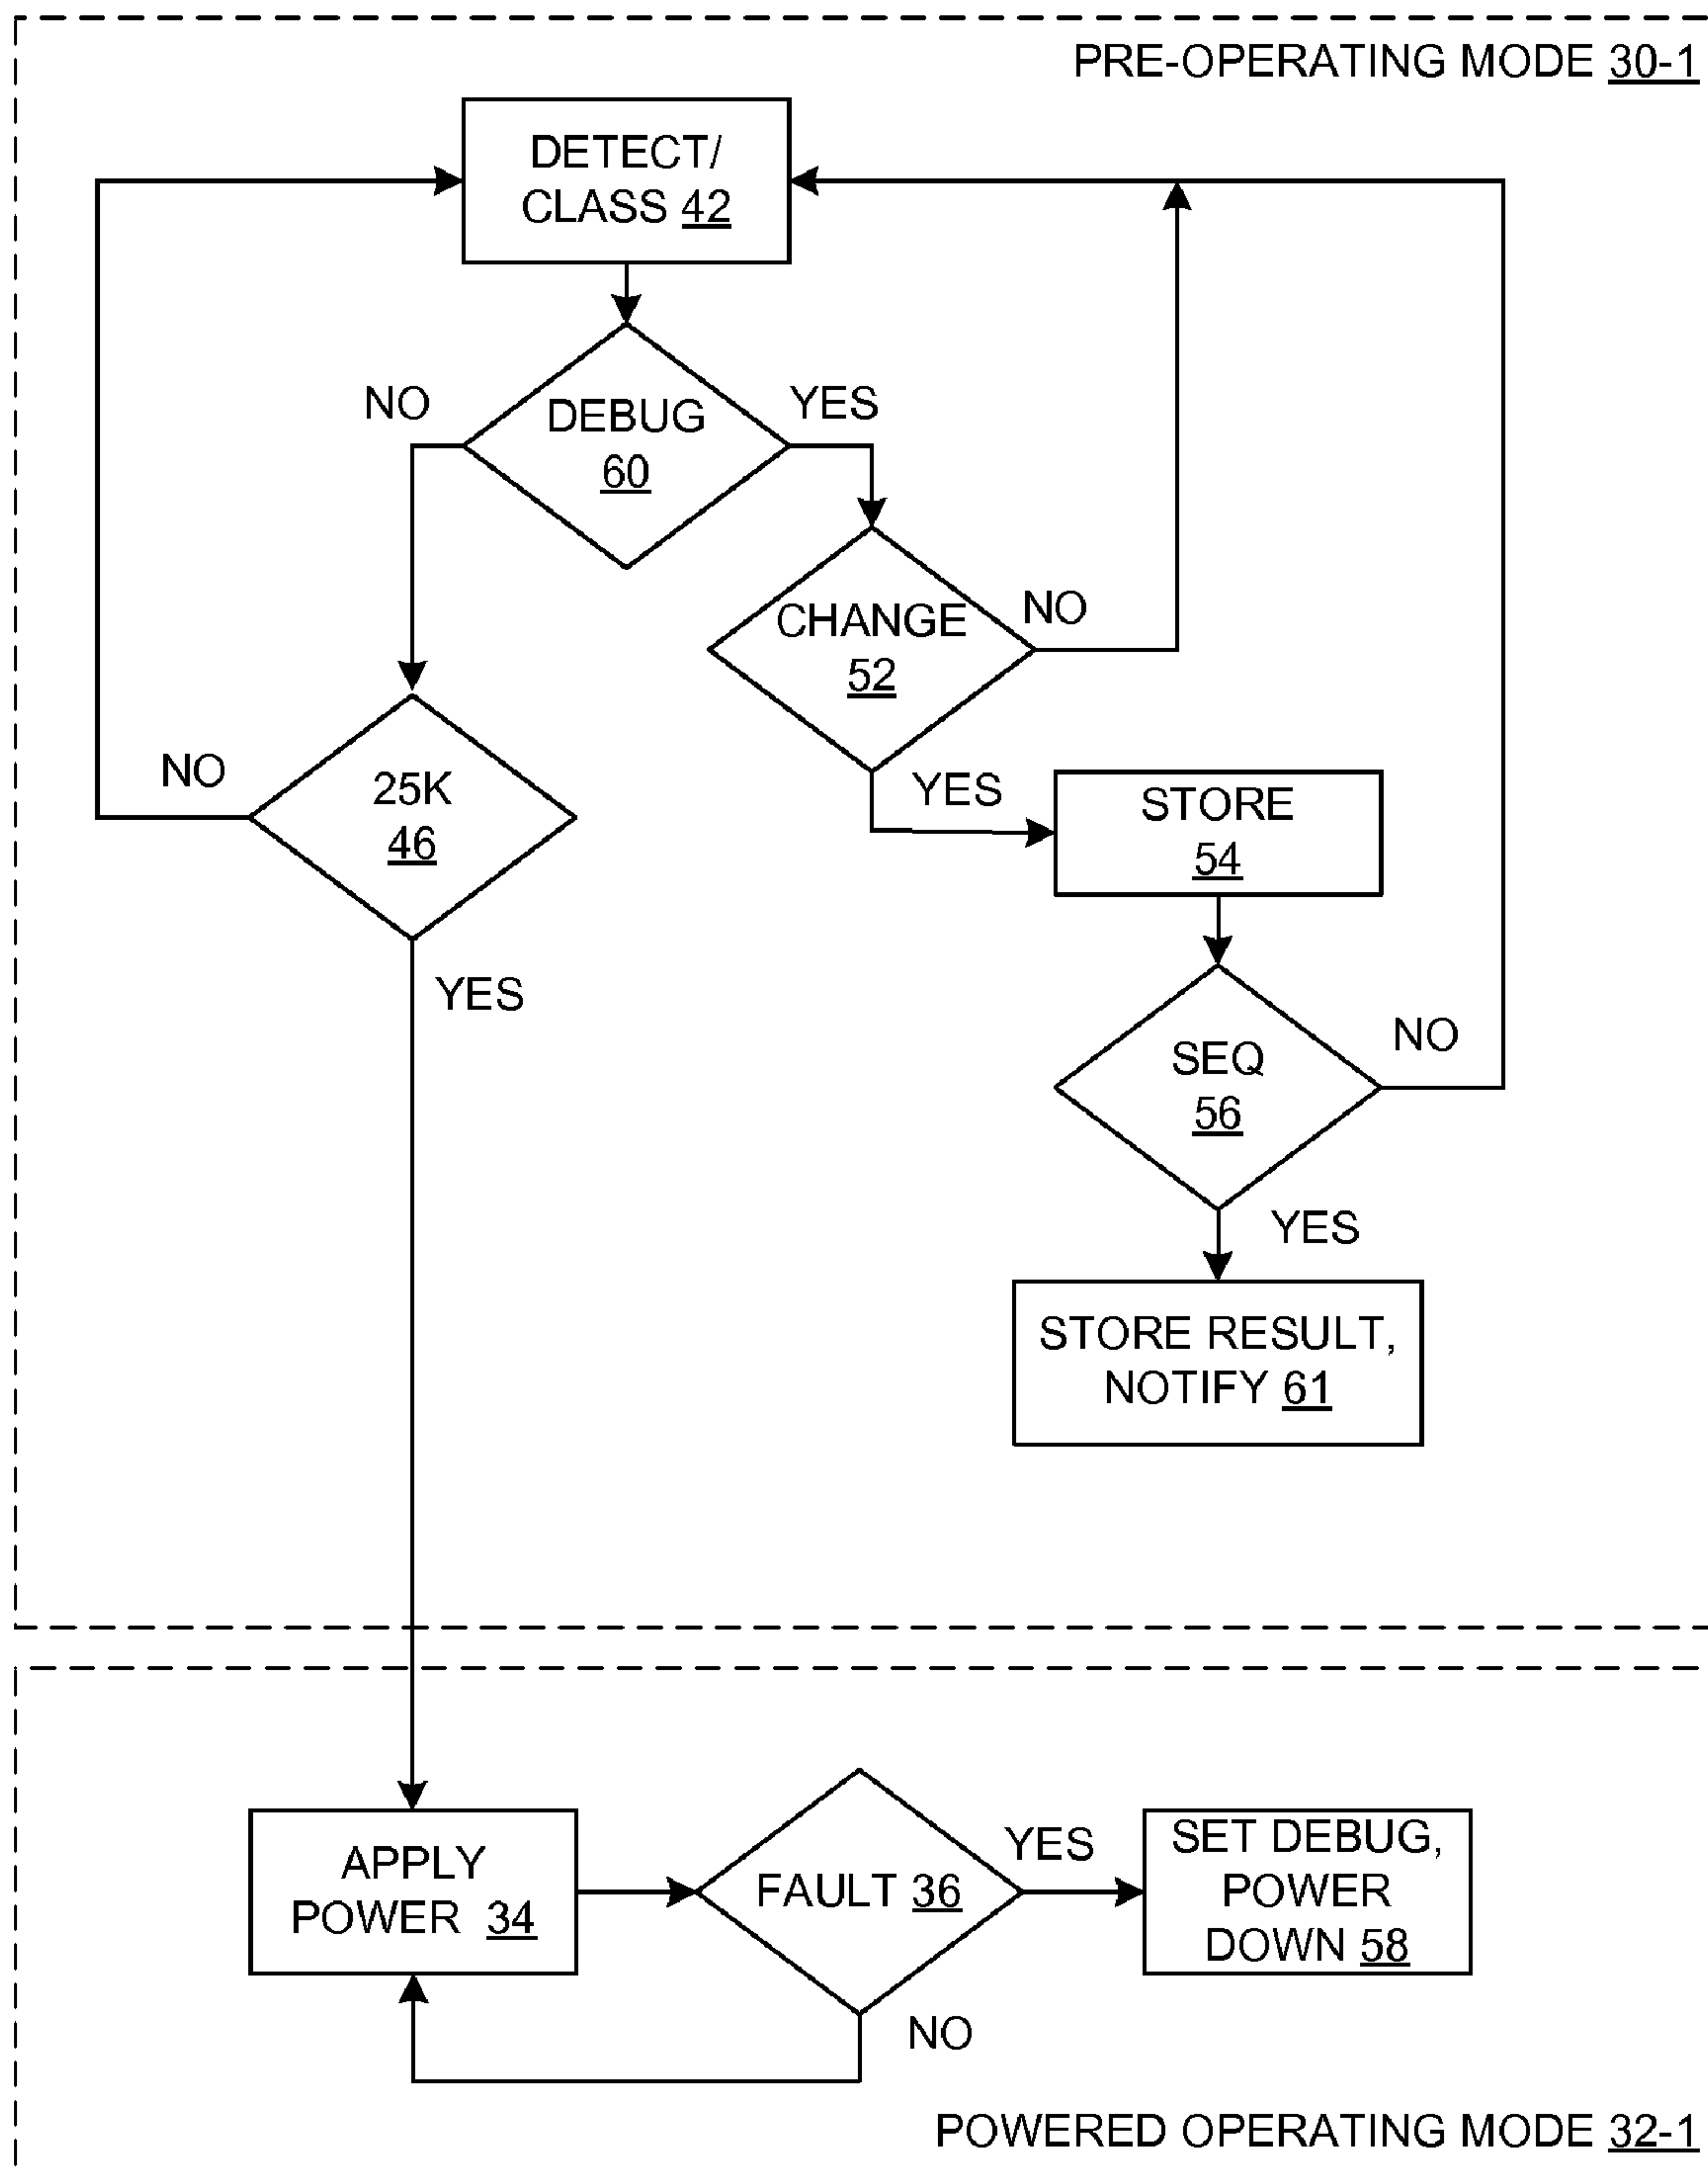 PRE-OPERATING MODE 30-1
DETECT/
CLASS 42
NO
YES
DEBUG
60
CHANGE
52
NO
NO
25K
46
YES
STORE
54
YES
SEQ
56
NO
YES
STORE RESULT,
NOTIFY 61
APPLY
POWER 34
FAULT 36
YES
SET DEBUG,
POWER
DOWN 58
NO
POWERED OPERATING MODE 32-1